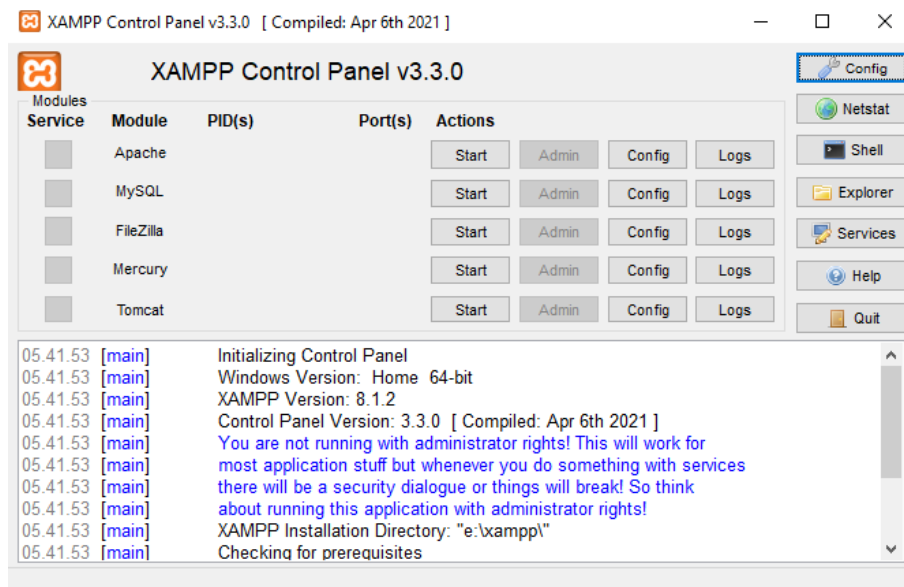 XAMPP Control Panel v3.3.0 [ Compiled: Apr 6th 2021 ]
XAMPP Control Panel v3.3.0
Config
Modules
Service Module PID(s) Port(s) Actions
Netstat
Apache Start Admin Config Logs
Shell
MySQL Start Admin Config Logs
Explorer
FileZilla Start Admin Config Logs
Services
Mercury Start Admin Config Logs
Help
Tomcat Start Admin Config Logs
Quit
05.41.53 [main] Initializing Control Panel
05.41.53 [main] Windows Version: Home 64-bit
05.41.53 [main] XAMPP Version: 8.1.2
05.41.53 [main] Control Panel Version: 3.3.0 [ Compiled: Apr 6th 2021 ]
05.41.53 [main] You are not running with administrator rights! This will work for
05.41.53 [main] most application stuff but whenever you do something with services
05.41.53 [main] there will be a security dialogue or things will break! So think
05.41.53 [main] about running this application with administrator rights!
05.41.53 [main] XAMPP Installation Directory: "e:\xampp\"
05.41.53 [main] Checking for prerequisites